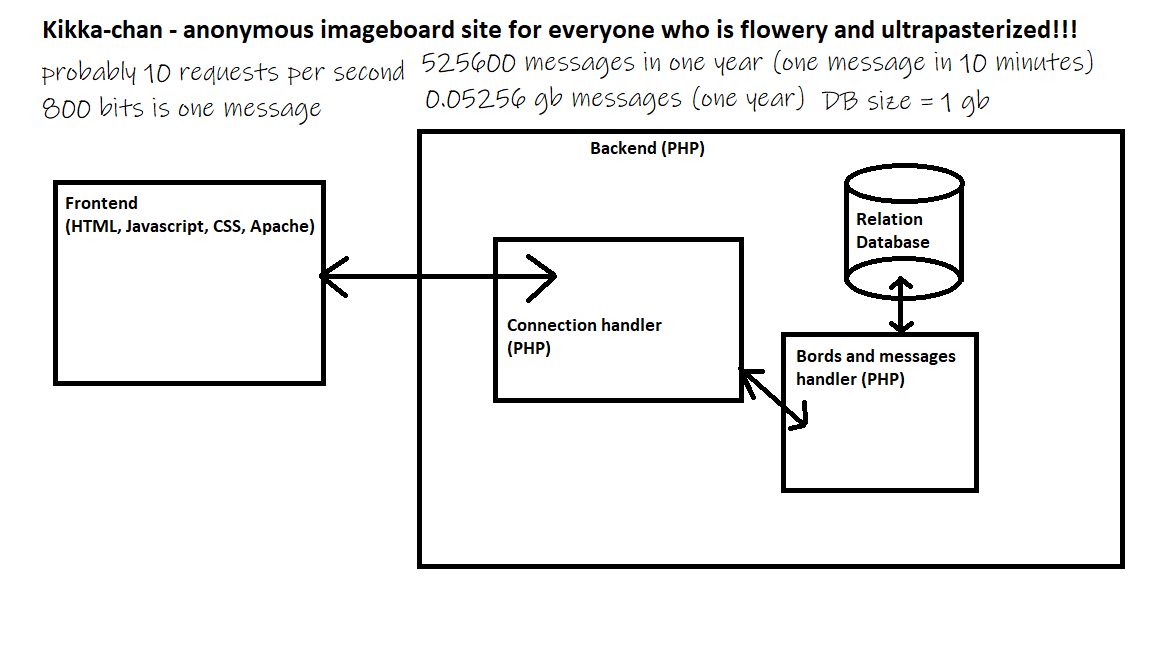 Kikka-chan - anonymous imageboard site for everyone who is flowery and ultrapasterized!!!
probably 10 requests per second
800 bits is one message
525600 messages in one year (one message in 10 minutes)
0.05256 gb messages (one year) DB size = 1 gb
Backend (PHP)
Frontend
(HTML, Javascript, CSS, Apache)
Relation
Database
Connection handler
(PHP)
Bords and messages
handler (PHP)